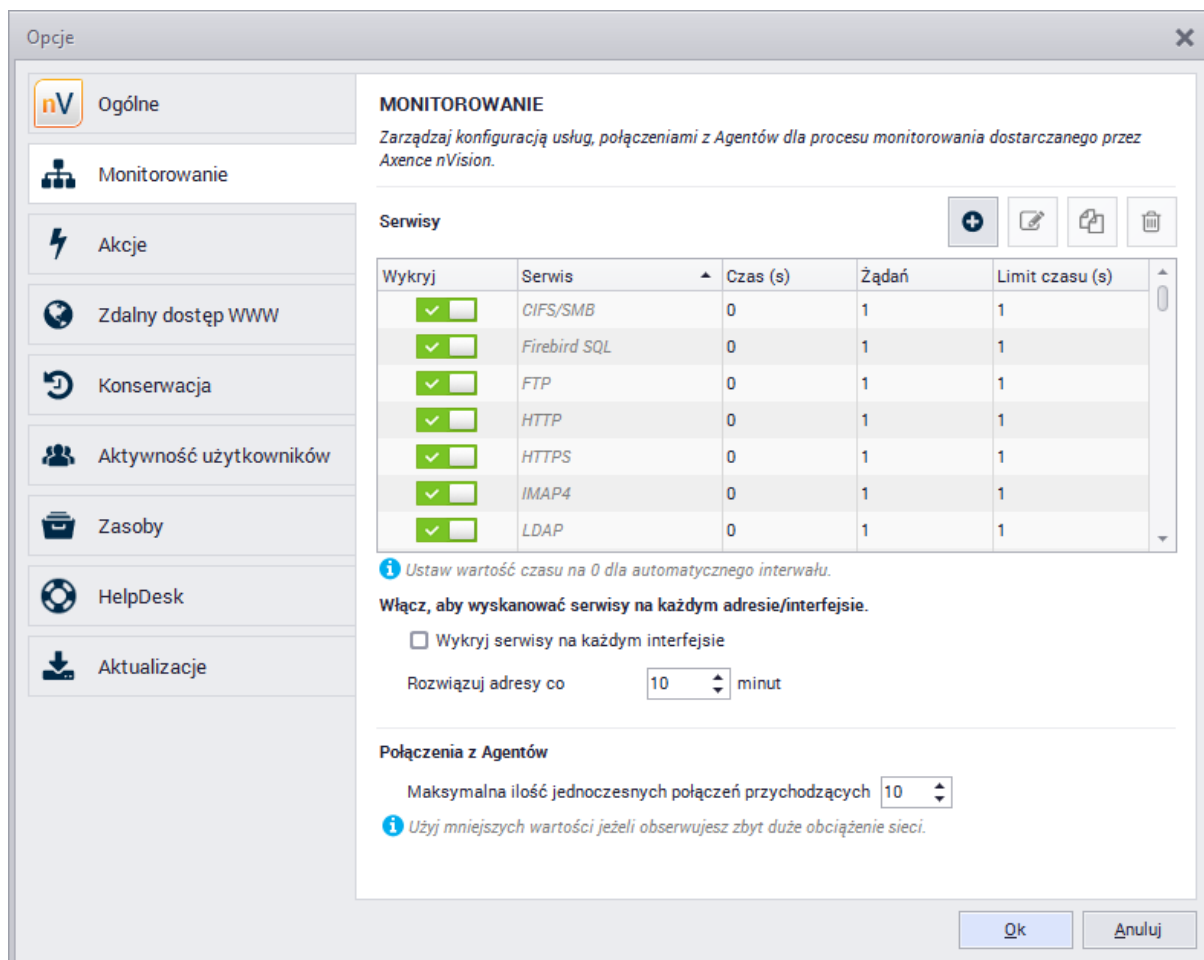 Opcje
nV Ogólne
Monitorowanie
Akcje
Zdalny dostęp WWW
Konserwacja
Aktywność użytkowników
Zasoby
HelpDesk
Aktualizacje
MONITOROWANIE
Zarządzaj konfiguracją usług, połączeniami z Agentów dla procesu monitorowania dostarczanego przez
Axence nVision.
Serwisy
Wykryj Serwis Czas (s) Żądań Limit czasu (s)
CIFS/SMB 0 1 1
Firebird SQL 0 1 1
FTP 0 1 1
HTTP 0 1 1
HTTPS 0 1 1
IMAP4 0 1 1
LDAP 0 1 1
Ustaw wartość czasu na 0 dla automatycznego interwału.
Włącz, aby wyskanować serwisy na każdym adresie/interfejsie.
Wykryj serwisy na każdym interfejsie
Rozwiązuj adresy co 10 minut
Połączenia z Agentów
Maksymalna ilość jednoczesnych połączeń przychodzących 10
Użyj mniejszych wartości jeżeli obserwujesz zbyt duże obciążenie sieci.
Ok Anuluj